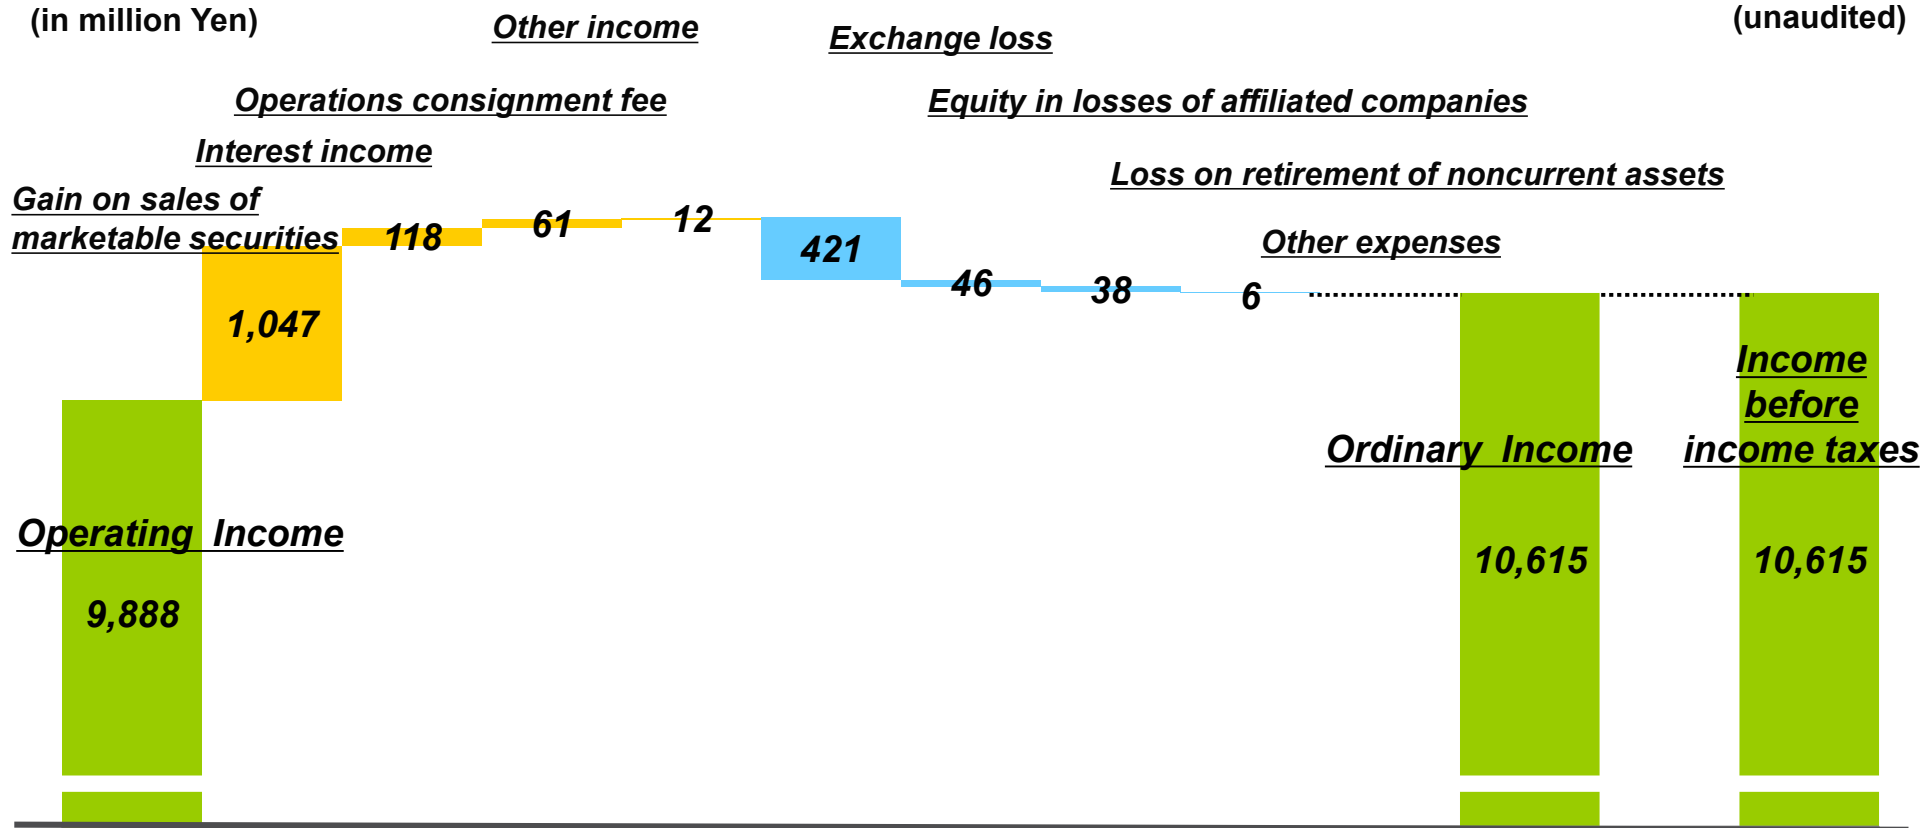 (in million Yen)
(unaudited)
Other income
Exchange loss
Operations consignment fee
Equity in losses of affiliated companies
Interest income
Loss on retirement of noncurrent assets
Gain on sales of
marketable securities
118
61
12
421
Other expenses
46
38
6
1,047
Income
before
income taxes
Ordinary Income
Operating Income
10,615
10,615
9,888